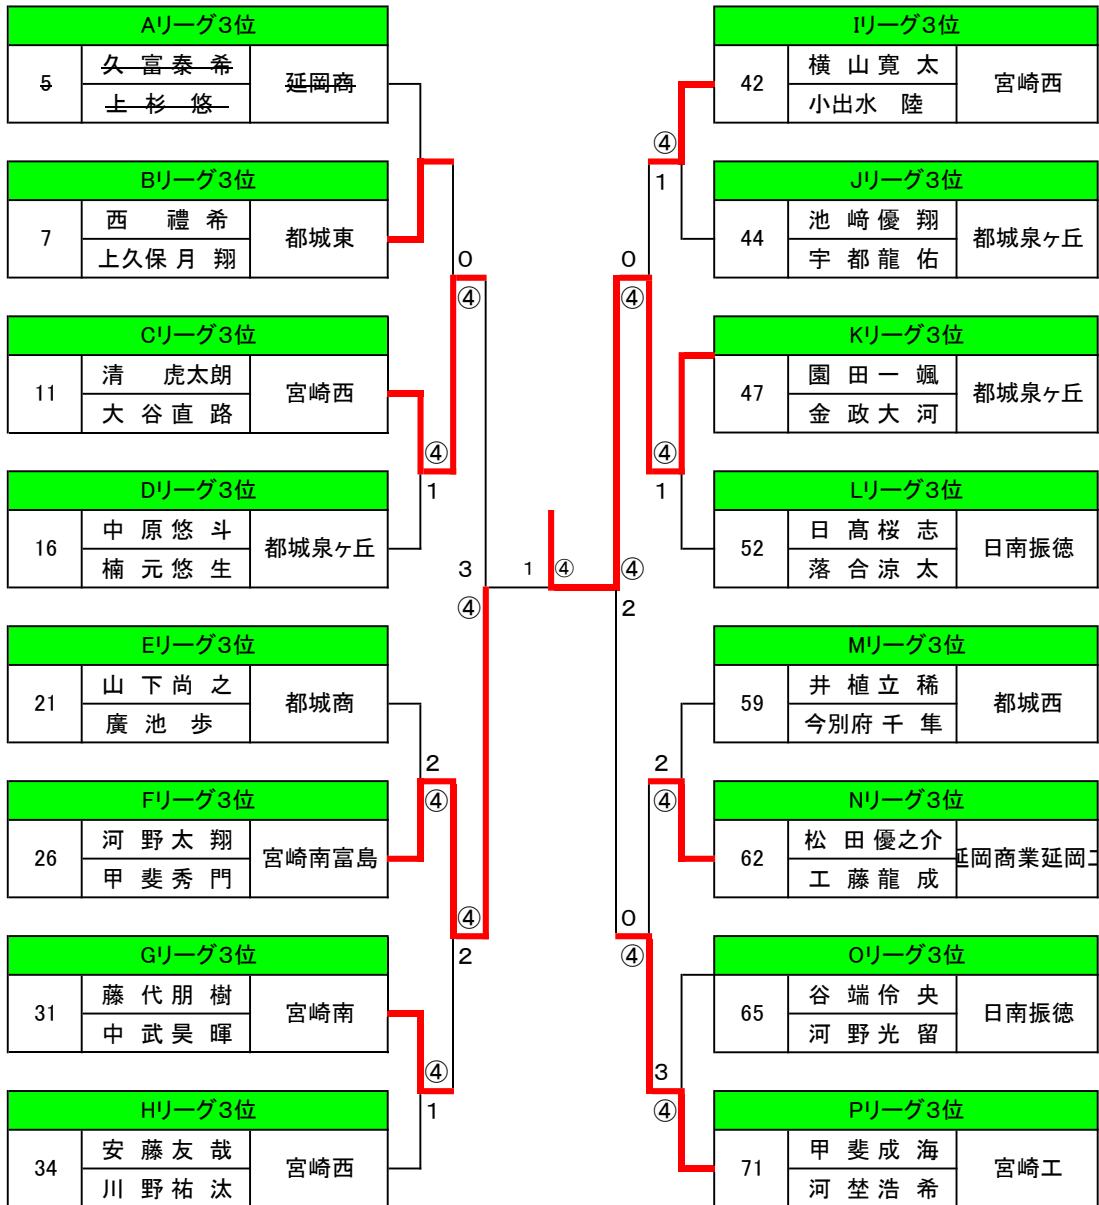 Aリーグ3位
5 久富泰希 延岡商
上杉 悠
Bリーグ3位
7 西 禮希 都城東
上久保月翔
Cリーグ3位
11 清 虎太朗 宮崎西
大谷直路
Dリーグ3位
16 中原悠斗 都城泉ヶ丘
楠元悠生
Eリーグ3位
21 山下尚之 都城商
廣池 歩
Fリーグ3位
26 河野太翔 宮崎南富島
甲斐秀門
Gリーグ3位
31 藤代朋樹 宮崎南
中武昊暉
Hリーグ3位
34 安藤友哉 宮崎西
川野祐汰
0
④
④
1
3
④
2
④
④
2
④
1
1 ④
④
1
0
④
④
1
④
2
2
④
0
④
3
④
Iリーグ3位
42 横山寛太 宮崎西
小出水 陸
Jリーグ3位
44 池﨑優翔 都城泉ヶ丘
宇都龍佑
Kリーグ3位
47 園田一颯 都城泉ヶ丘
金政大河
Lリーグ3位
52 日髙桜志 日南振徳
落合涼太
Mリーグ3位
59 井植立稀 都城西
今別府千隼
Nリーグ3位
62 松田優之介 延岡商業延岡工
工藤龍成
Oリーグ3位
65 谷端伶央 日南振徳
河野光留
Pリーグ3位
71 甲斐成海 宮崎工
河埜浩希